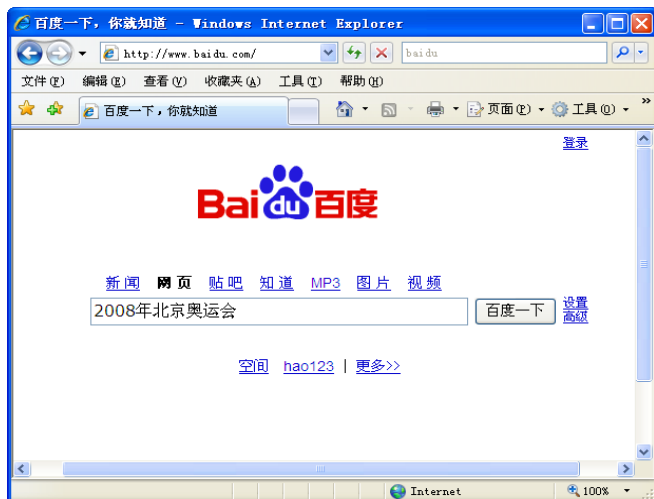 百度一下，你就知道 - Windows Internet Explorer
http://www.baidu.com/ baidu
文件(F) 编辑(E) 查看(V) 收藏夹(A) 工具(T) 帮助(H)
百度一下，你就知道 页面(P) 工具(O) »
登录
Bai du 百度
新闻 网页 贴吧 知道 MP3 图片 视频
2008年北京奥运会 百度一下 设置
高级
空间 hao123 | 更多>>
Internet 100%